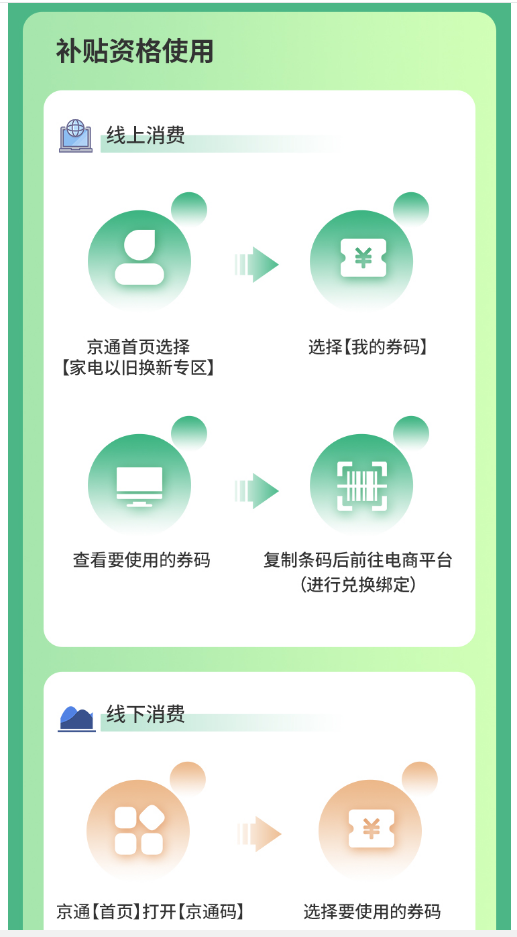 补贴资格使用
线上消费
京通首页选择
【家电以旧换新专区】
选择【我的券码】
查看要使用的券码
复制条码后前往电商平台
（进行兑换绑定）
线下消费
京通【首页】打开【京通码】
选择要使用的券码